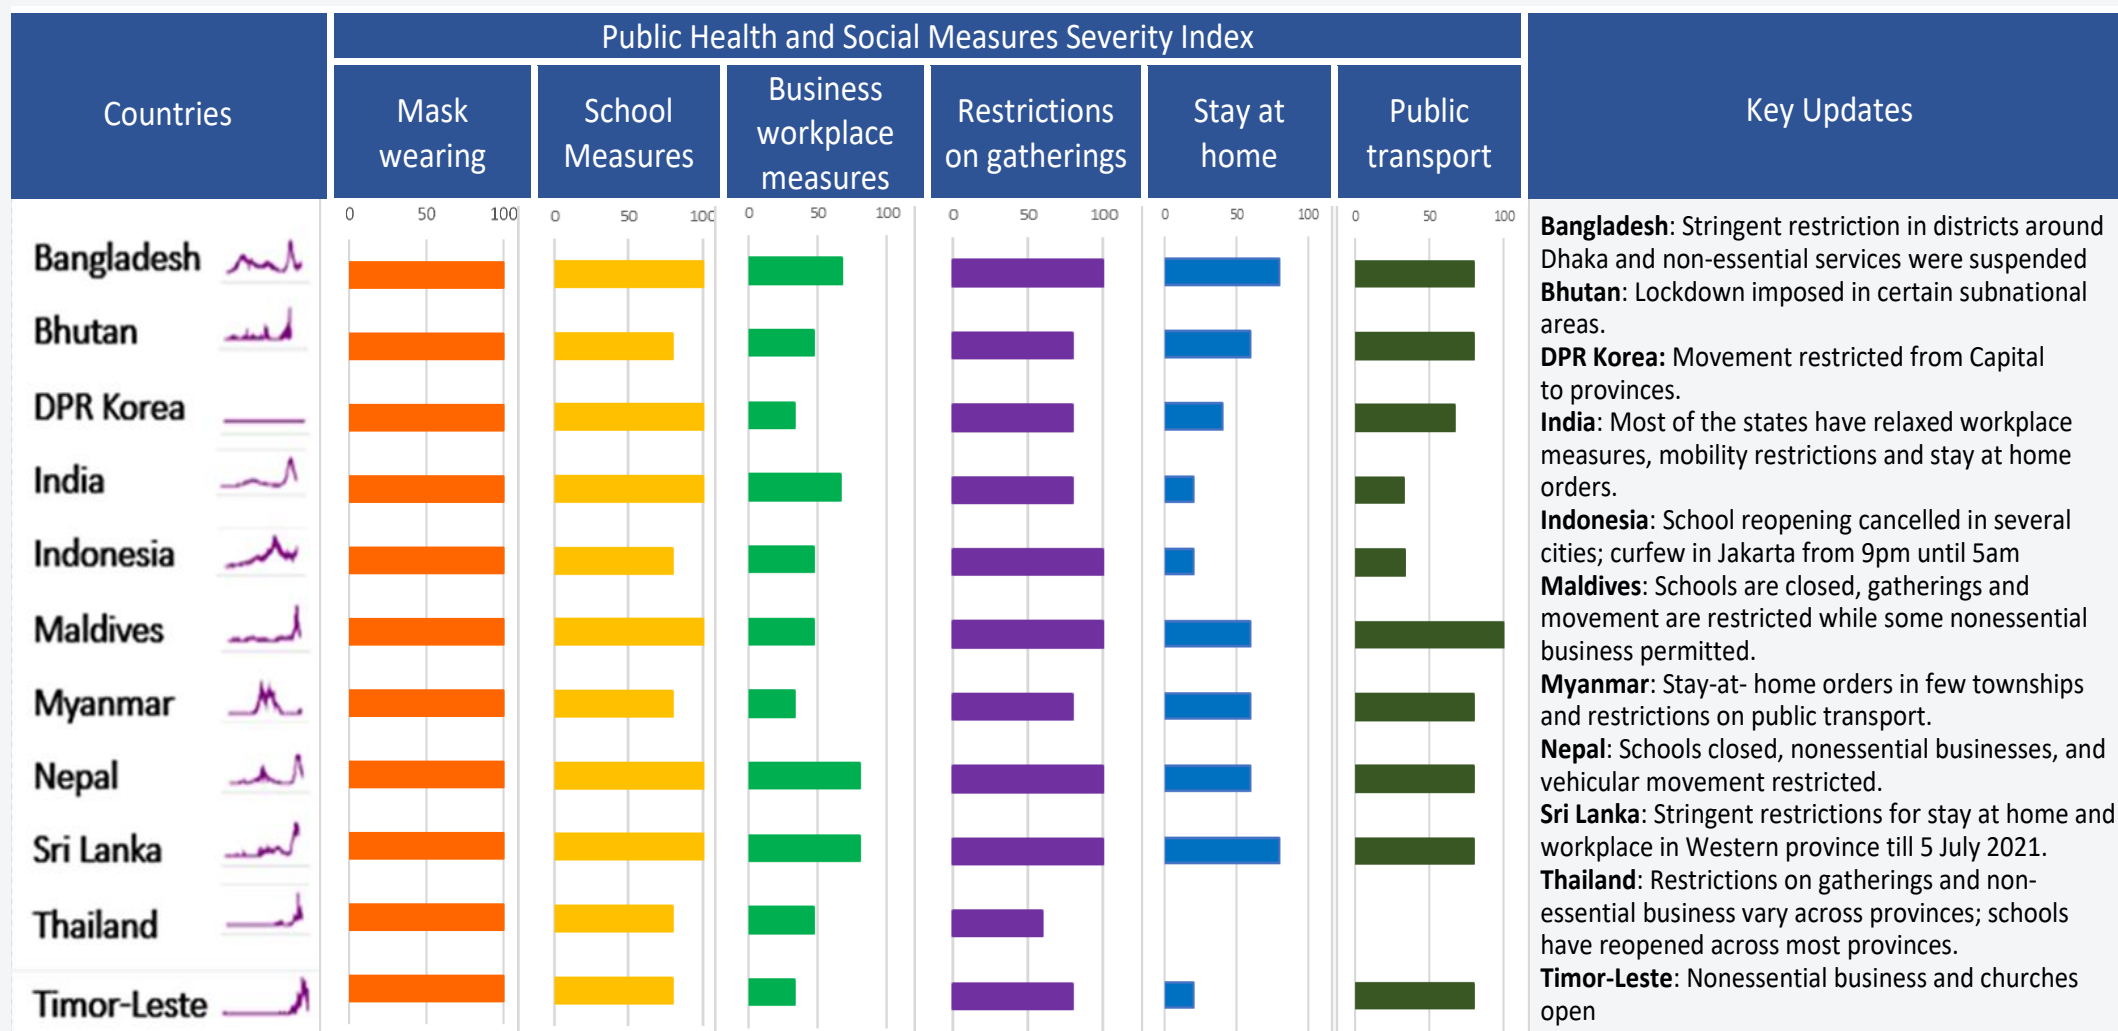 Public Health and Social Measures Severity Index
Countries
Mask
wearing
School
Measures
Business
workplace
measures
Restrictions
on gatherings
Stay at
home
Public
transport
Key Updates
0 50 100 0 50 100 0 50 100 0 50 100 0 50 100 0 50 100
Bangladesh
Bhutan
DPR Korea
India
Indonesia
Maldives
Myanmar
Nepal
Sri Lanka
Thailand
Timor-Leste
Bangladesh: Stringent restriction in districts around
Dhaka and non-essential services were suspended
Bhutan: Lockdown imposed in certain subnational
areas.
DPR Korea: Movement restricted from Capital
to provinces.
India: Most of the states have relaxed workplace
measures, mobility restrictions and stay at home
orders.
Indonesia: School reopening cancelled in several
cities; curfew in Jakarta from 9pm until 5am
Maldives: Schools are closed, gatherings and
movement are restricted while some nonessential
business permitted.
Myanmar: Stay-at- home orders in few townships
and restrictions on public transport.
Nepal: Schools closed, nonessential businesses, and
vehicular movement restricted.
Sri Lanka: Stringent restrictions for stay at home and
workplace in Western province till 5 July 2021.
Thailand: Restrictions on gatherings and non-
essential business vary across provinces; schools
have reopened across most provinces.
Timor-Leste: Nonessential business and churches
open